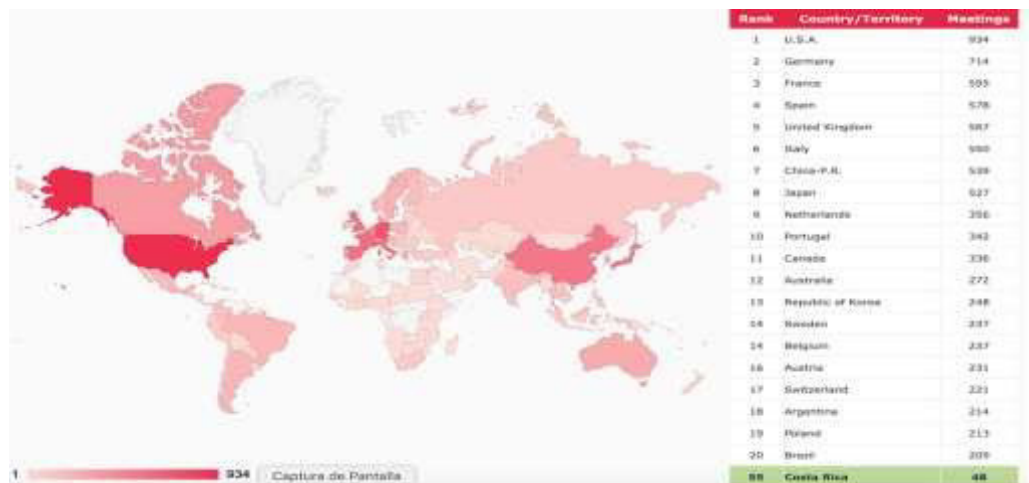 Rank Country/Territory Meetings
1 U.S.A. 934
2 Germany 714
3 France 595
4 Spain 578
5 United Kingdom 567
6 Italy 550
7 China-P.R. 539
8 Japan 527
9 Netherlands 356
10 Portugal 342
11 Canada 336
12 Australia 272
13 Republic of Korea 248
14 Sweden 237
14 Belgium 237
16 Austria 231
17 Switzerland 221
18 Argentina 214
19 Poland 213
20 Brazil 209
Costa Rica 48
1 934 Captura de Pantalla